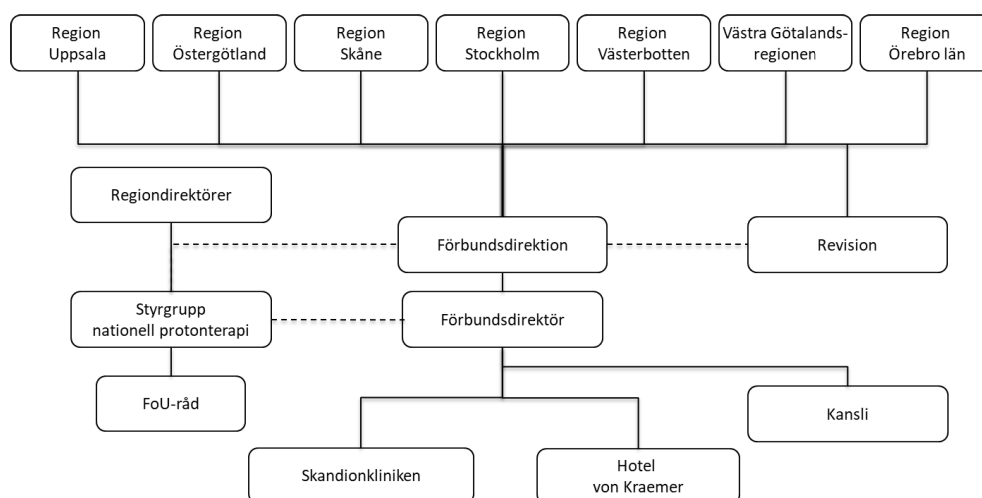 Region
Uppsala
Region
Östergötland
Region
Skåne
Region
Stockholm
Region
Västerbotten
Västra Götalands-
regionen
Region
Örebro län
Regiondirektörer
Förbundsdirektion
Revision
Styrgrupp
nationell protonterapi
Förbundsdirektör
FoU-råd
Kansli
Skandionkliniken
Hotel
von Kraemer